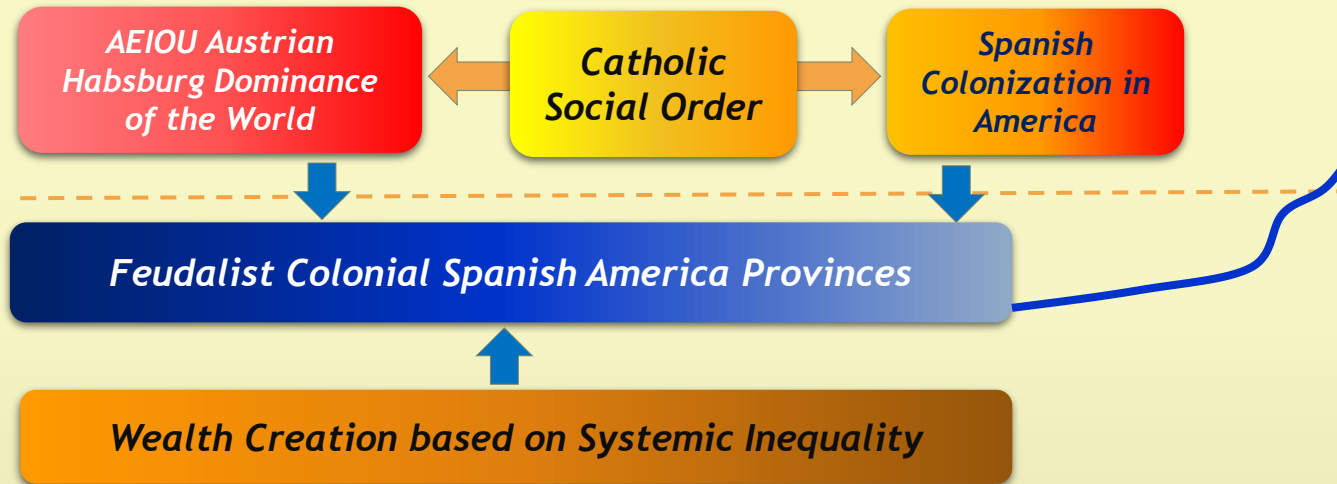 AEIOU Austrian
Habsburg Dominance
of the World
Catholic
Social Order
Spanish
Colonization in
America
Feudalist Colonial Spanish America Provinces
Wealth Creation based on Systemic Inequality